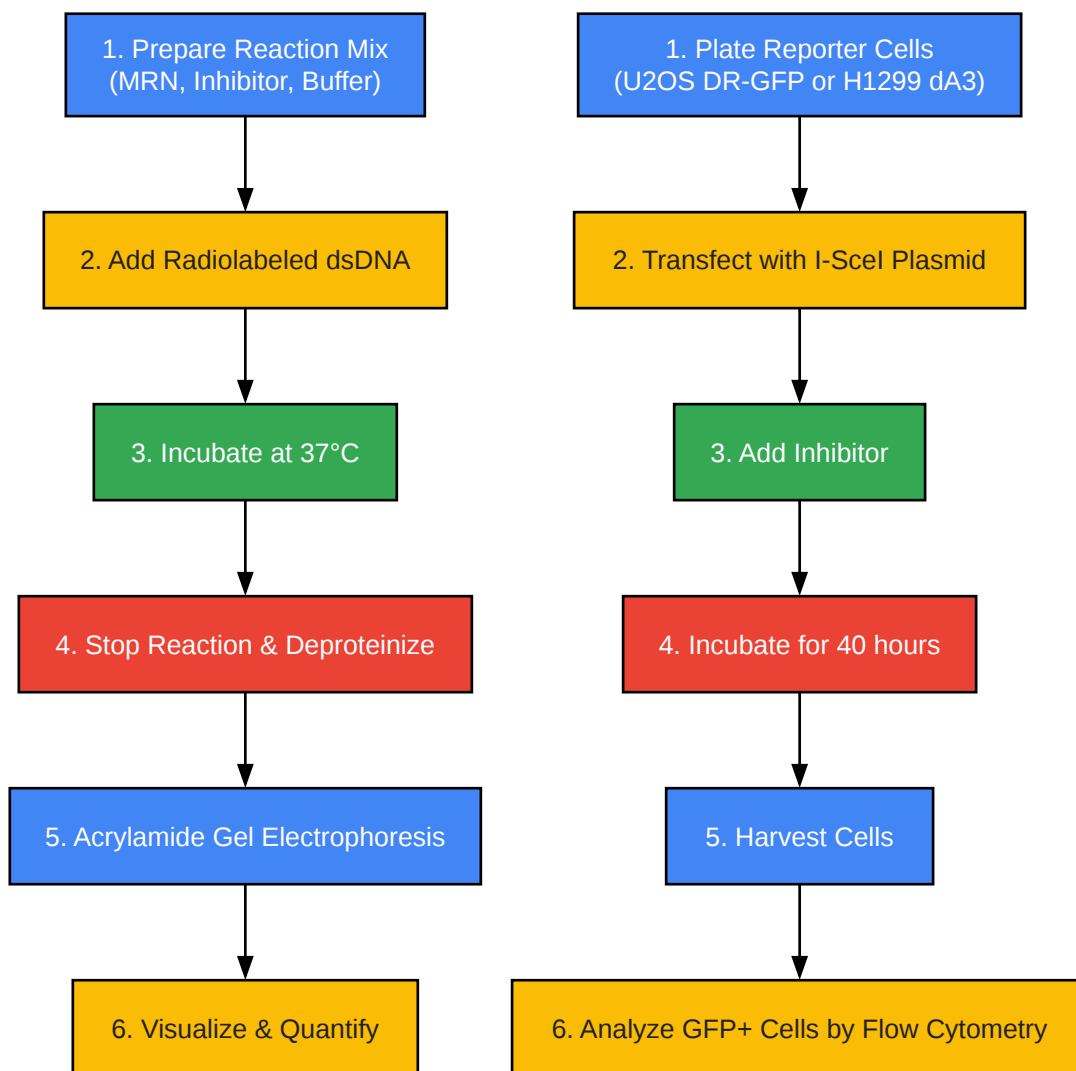 1. Prepare Reaction Mix
(MRN, Inhibitor, Buffer)
2. Add Radiolabeled dsDNA
3. Incubate at 37°C
4. Stop Reaction & Deproteinize
5. Acrylamide Gel Electrophoresis
6. Visualize & Quantify
1. Plate Reporter Cells
(U2OS DR-GFP or H1299 dA3)
2. Transfect with I-SceI Plasmid
3. Add Inhibitor
4. Incubate for 40 hours
5. Harvest Cells
6. Analyze GFP+ Cells by Flow Cytometry